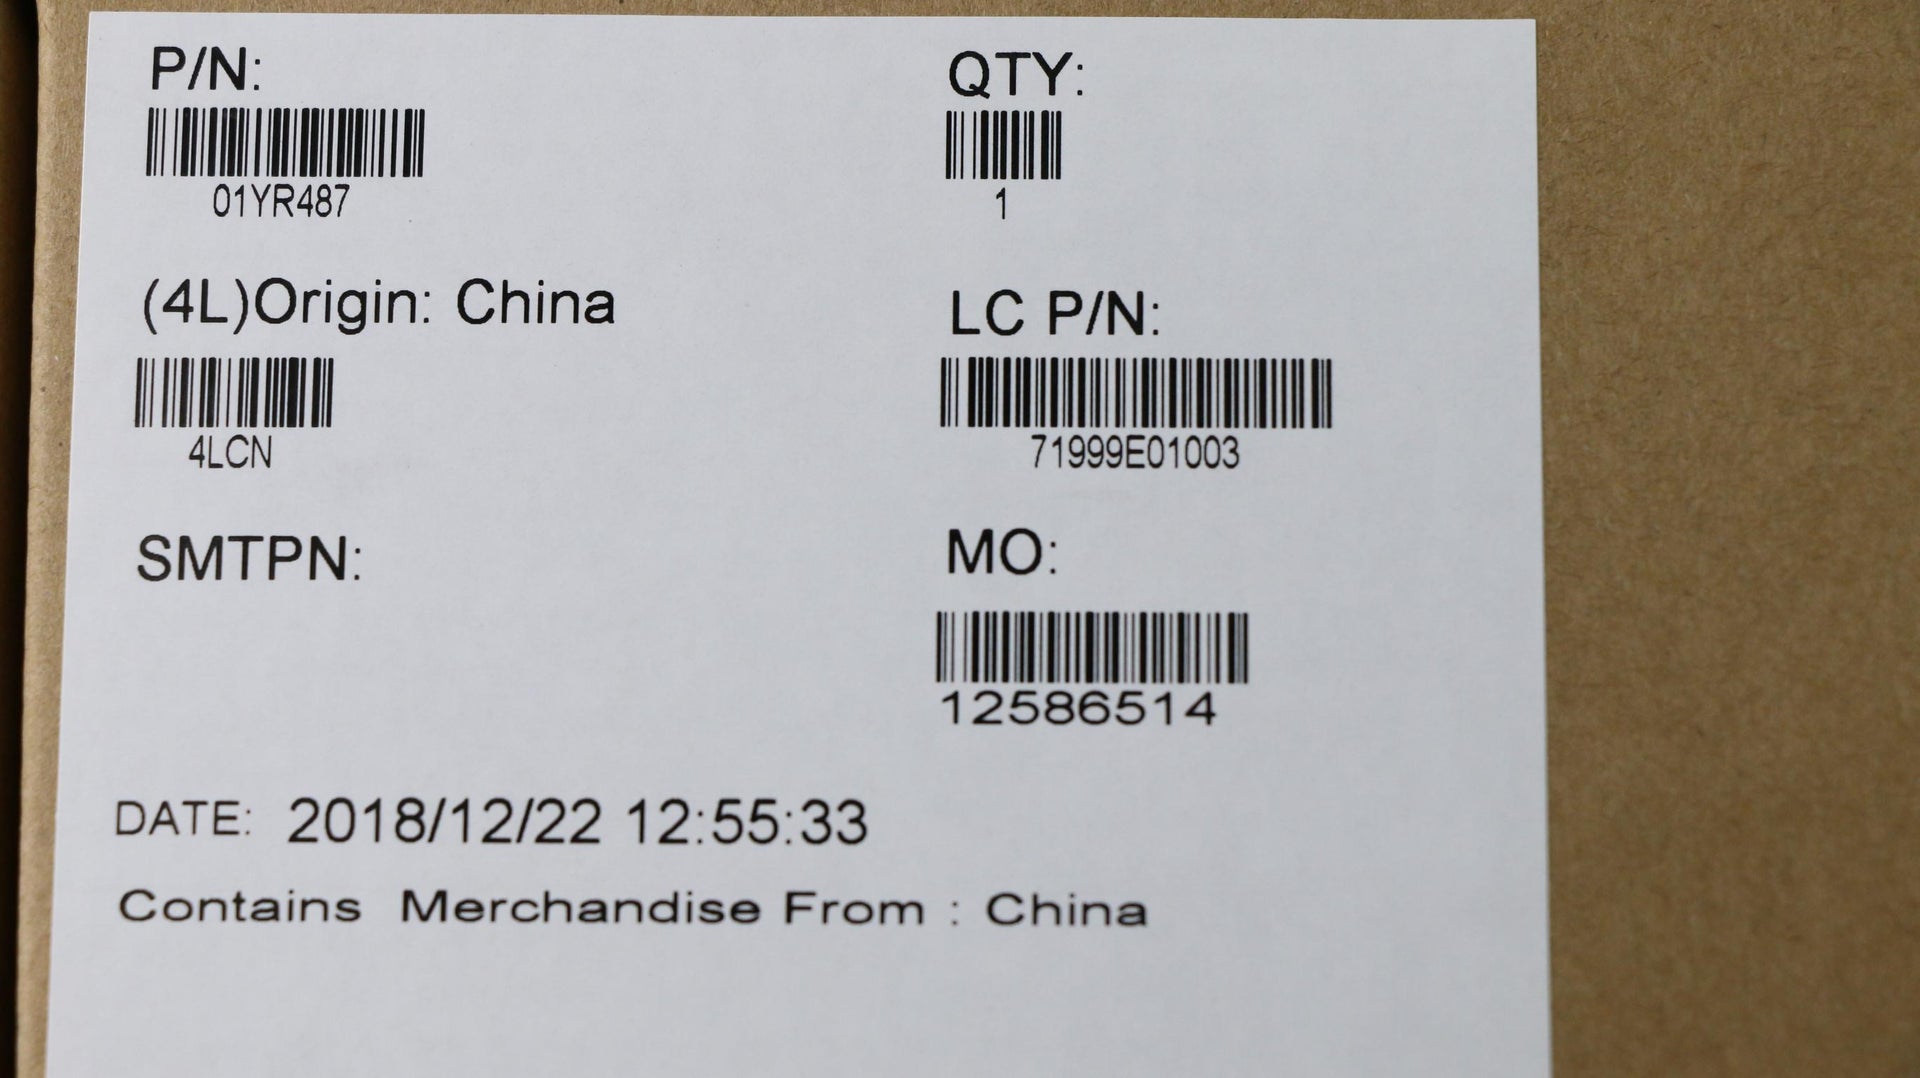 P/N:
01YR487
QTY:
1
(4L)Origin: China
4LCN
LC P/N:
71999E01003
SMTPN:
MO:
12586514
DATE: 2018/12/22 12:55:33
Contains Merchandise From : China